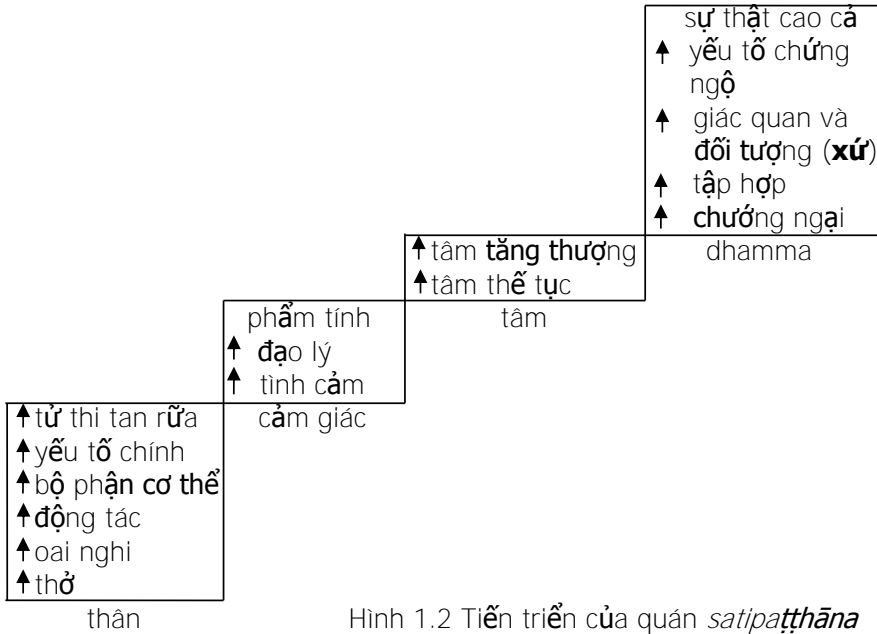 sự thật cao cả
yếu tố chứng
ngộ
giác quan và
đối tượng (xứ)
tập hợp
chướng ngại
dhamma
tâm tăng thượng
tâm thế tục
tâm
phẩm tính
đạo lý
tình cảm
cảm giác
tử thi tan rữa
yếu tố chính
bộ phận cơ thể
động tác
oai nghi
thở
thân
Hình 1.2 Tiến triển của quán satipaṭṭhāna